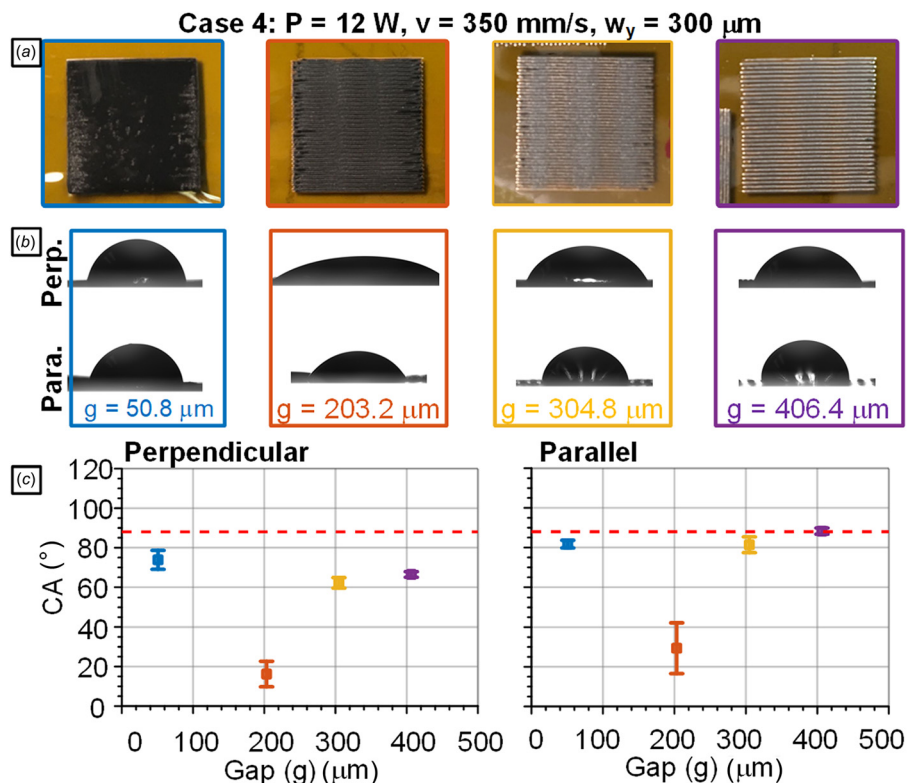 Case 4: P = 12 W, v = 350 mm/s, wy = 300 μm
(a)
(b)
Perp.
Para.
g = 50.8 μm
g = 203.2 μm
g = 304.8 μm
g = 406.4 μm
(c)
Perpendicular
Parallel
CA (°)
120
100
80
60
40
20
0
0 100 200 300 400 500
0 100 200 300 400 500
Gap (g) (μm)
Gap (g) (μm)